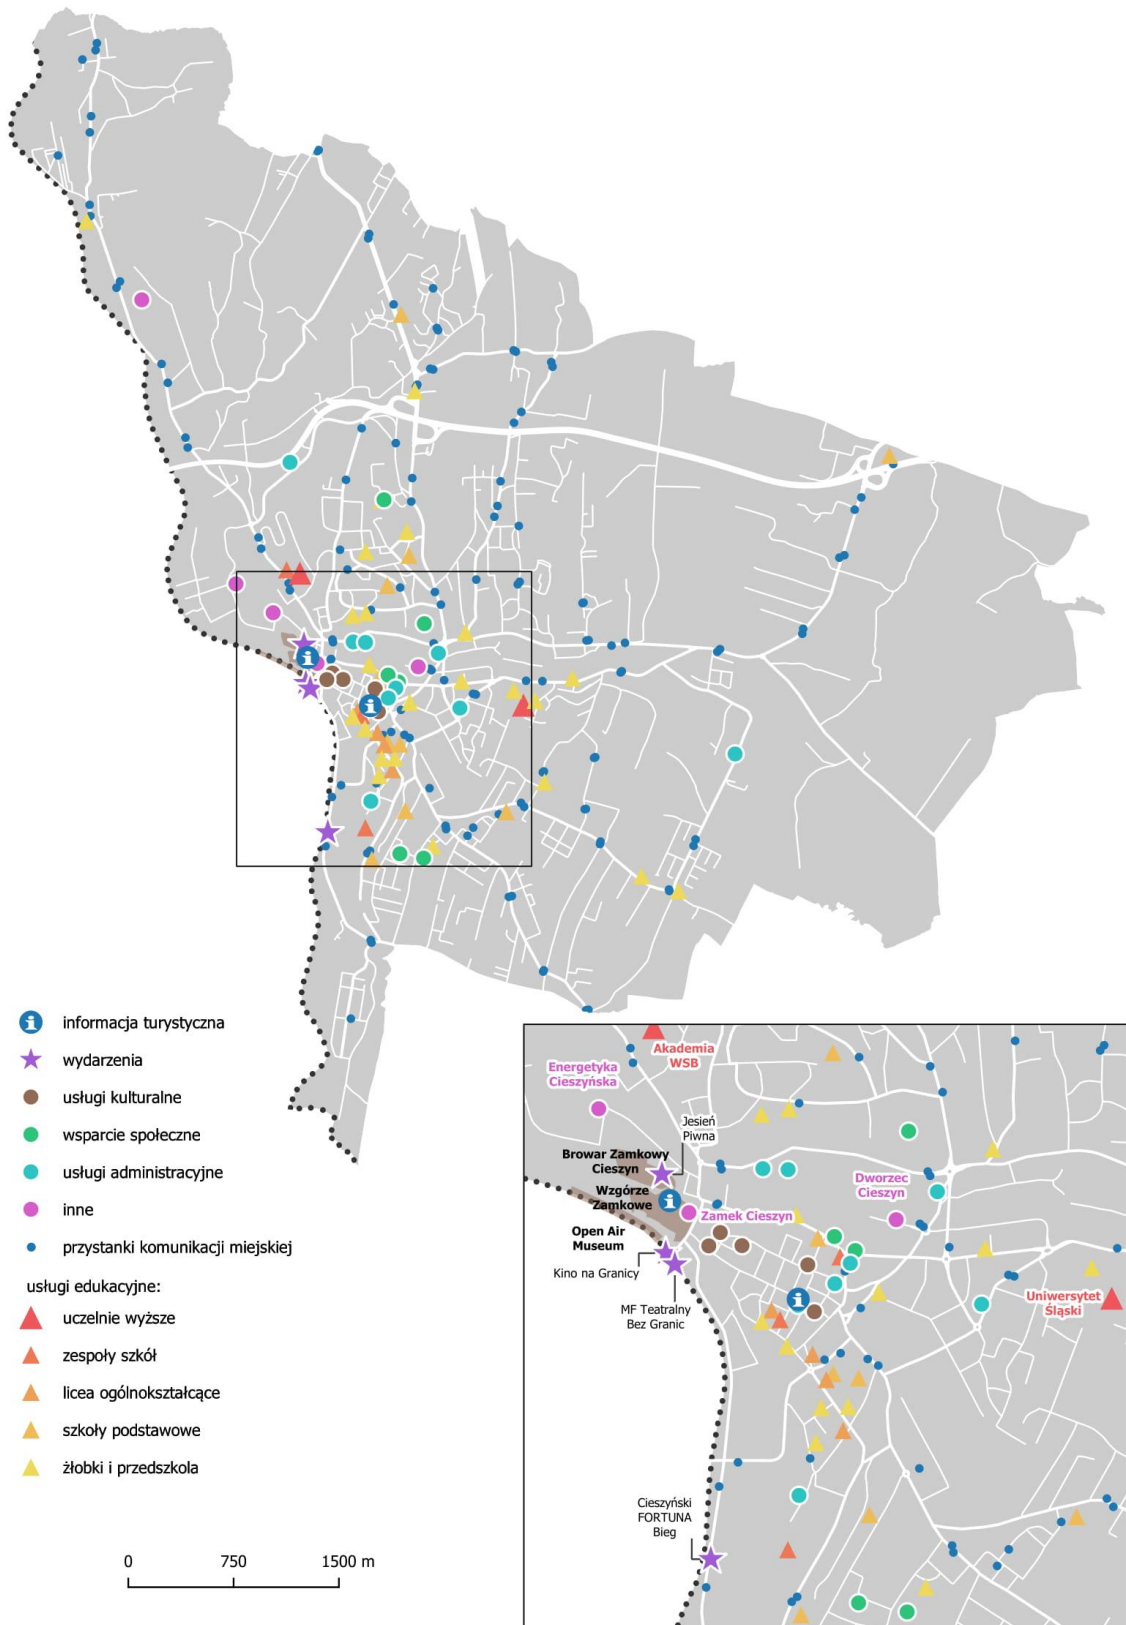 informacja turystyczna
wydarzenia
usługi kulturalne
wsparcie społeczne
usługi administracyjne
inne
przystanki komunikacji miejskiej
usługi edukacyjne:
uczelnie wyższe
zespoły szkół
licea ogólnokształcące
szkoły podstawowe
żłobki i przedszkola
0 750 1500 m
Akademia
WSB
Energetyka
Cieszyńska
Jesień
Piwna
Browar Zamkowy
Cieszyn
Wzgórze
Zamkowe
Zamek Cieszyn
Dworzec
Cieszyn
Open Air
Museum
Kino na Granicy
MF Teatralny
Bez Granic
Uniwersytet
Śląski
Cieszyński
FORTUNA
Bieg